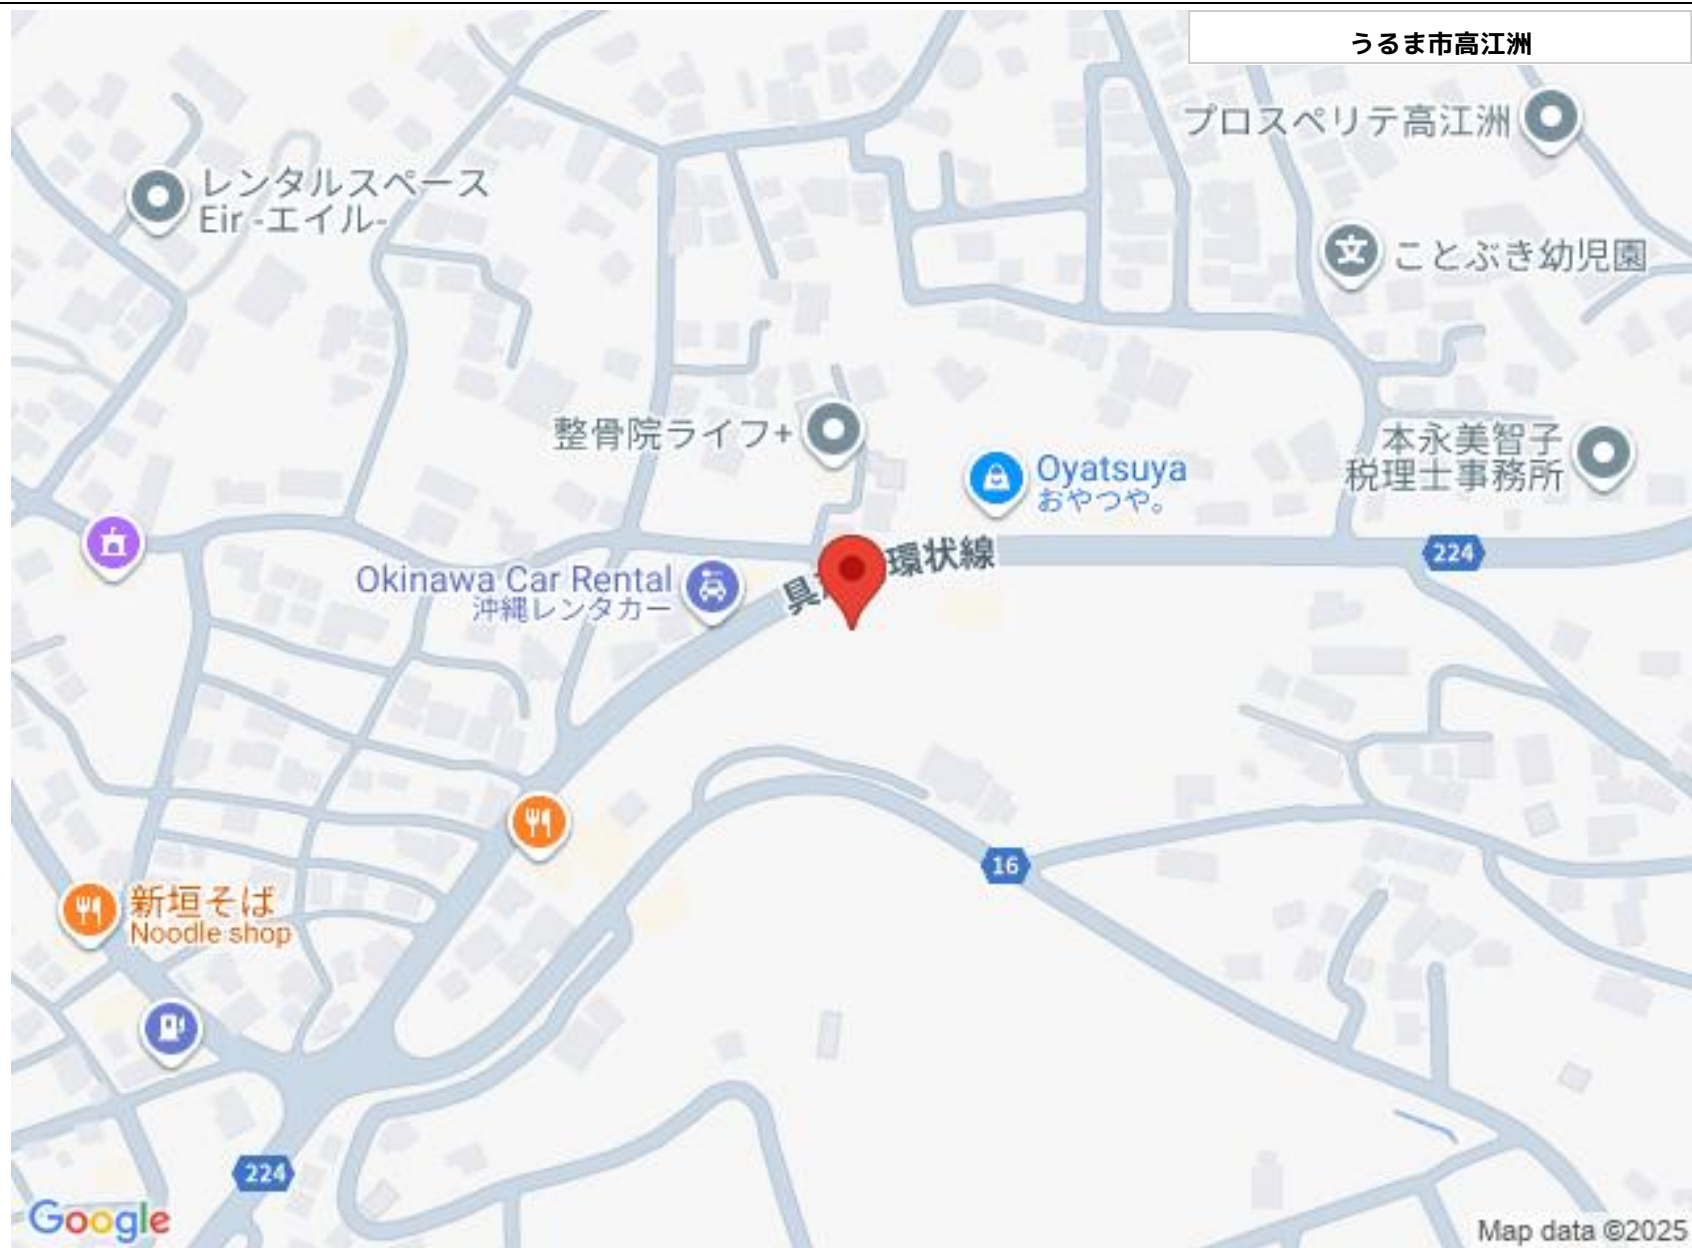 うるま市高江洲
プロスペリテ高江洲
レンタルスペース
Eir -エイル-
ことぶき幼児園
整骨院ライフ+
本永美智子
税理士事務所
Oyatsuya
おやつや。
環状線
具
224
Okinawa Car Rental
沖縄レンタカー
16
新垣そば
Noodle shop
224
Google
Map data ©2025